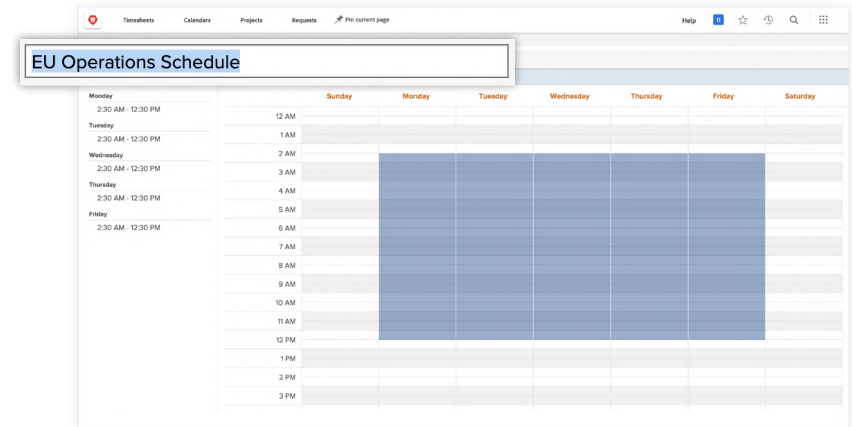 Timesheets Calendars Projects Requests Pin current page Help 11
EU Operations Schedule
Sunday Monday Tuesday Wednesday Thursday Friday Saturday
Monday
2:30 AM - 12:30 PM
Tuesday
2:30 AM - 12:30 PM
Wednesday
2:30 AM - 12:30 PM
Thursday
2:30 AM - 12:30 PM
Friday
2:30 AM - 12:30 PM
12 AM
1 AM
2 AM
3 AM
4 AM
5 AM
6 AM
7 AM
8 AM
9 AM
10 AM
11 AM
12 PM
1 PM
2 PM
3 PM